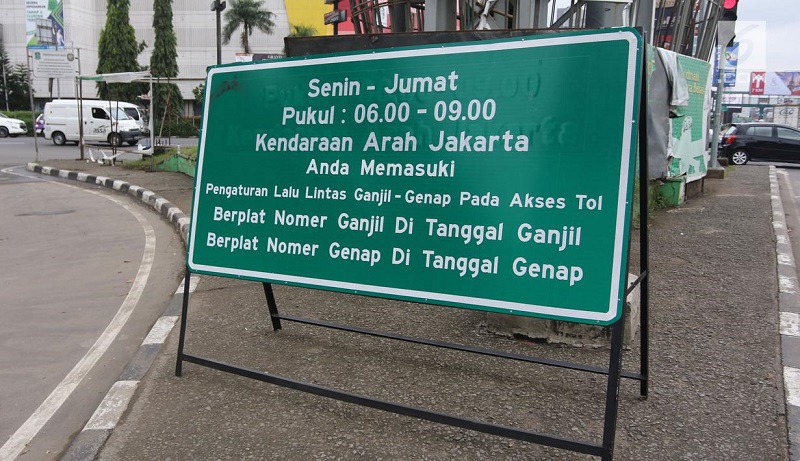 Senin - Jumat
Pukul : 06.00 - 09.00
Kendaraan Arah Jakarta
Anda Memasuki
Pengaturan Lalu Lintas Ganjil - Genap Pada Akses Tol
Berplat Nomer Ganjil Di Tanggal Ganjil
Berplat Nomer Genap Di Tanggal Genap